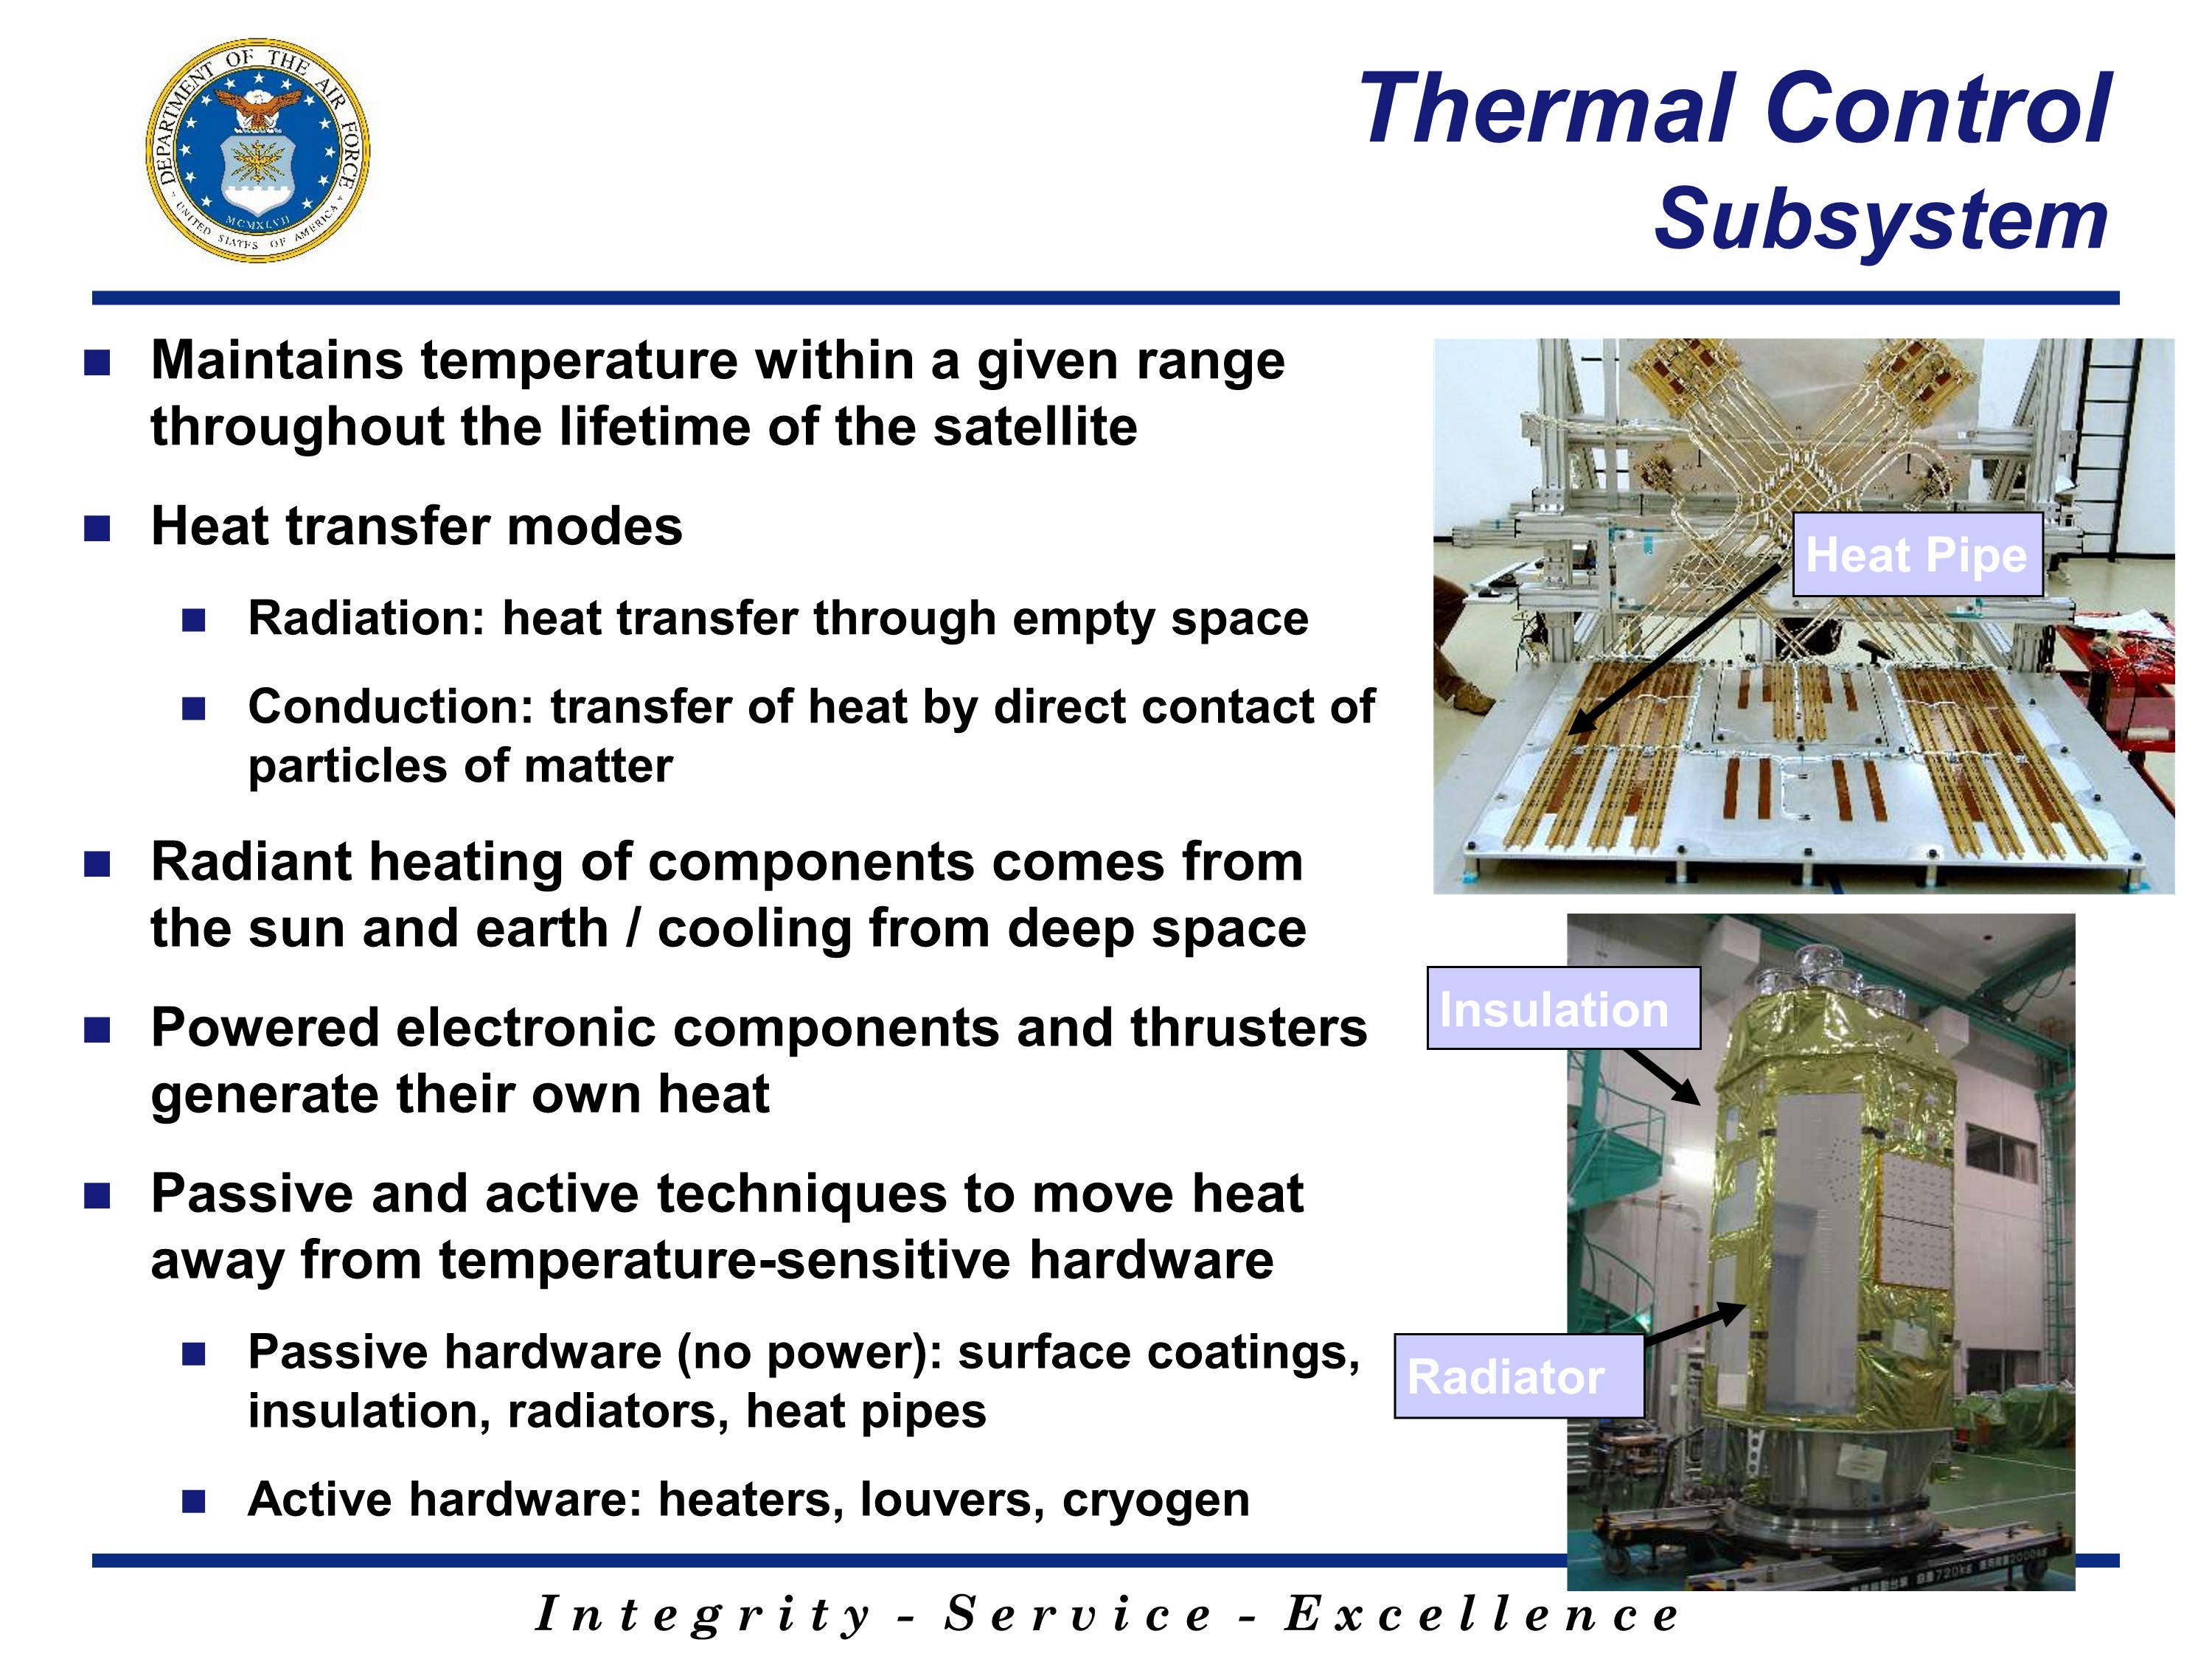 DEPARTMENT OF THE AIR FORCE
MCMXLVII
UNITED STATES OF AMERICA
Thermal Control
Subsystem
Maintains temperature within a given range
throughout the lifetime of the satellite
Heat transfer modes
Radiation: heat transfer through empty space
Conduction: transfer of heat by direct contact of
particles of matter
Radiant heating of components comes from
the sun and earth / cooling from deep space
Powered electronic components and thrusters
generate their own heat
Passive and active techniques to move heat
away from temperature-sensitive hardware
Passive hardware (no power): surface coatings,
insulation, radiators, heat pipes
Active hardware: heaters, louvers, cryogen
Heat Pipe
Insulation
Radiator
720kg
2000kg
Integrity - Service - Excellence